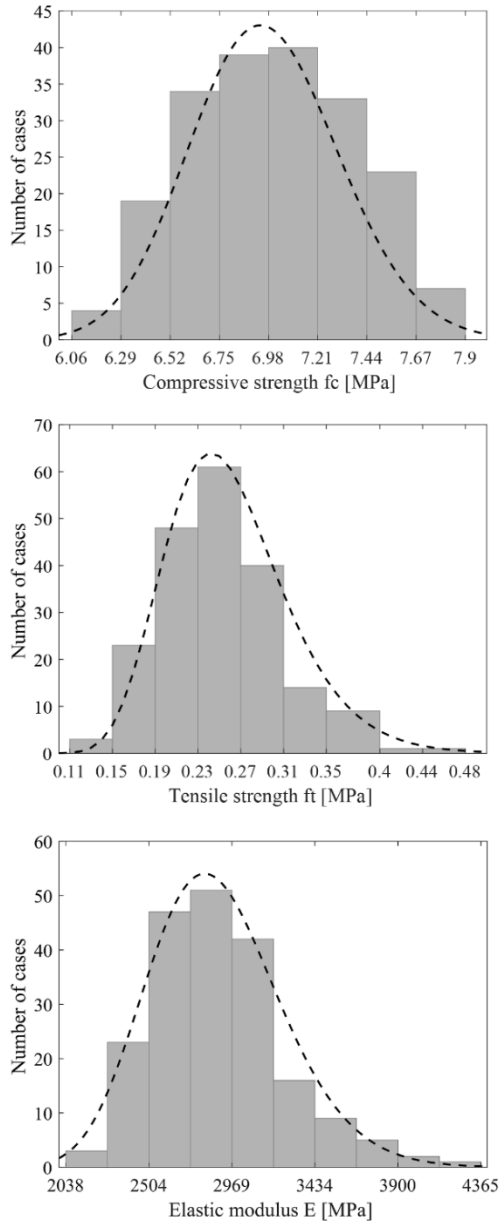 45
40
35
30
25
20
15
10
5
0
Number of cases
6.06 6.29 6.52 6.75 6.98 7.21 7.44 7.67 7.9
Compressive strength fc [MPa]
70
60
50
40
30
20
10
0
Number of cases
0.11 0.15 0.19 0.23 0.27 0.31 0.35 0.4 0.44 0.48
Tensile strength ft [MPa]
60
50
40
30
20
10
0
Number of cases
2038 2504 2969 3434 3900 4365
Elastic modulus E [MPa]